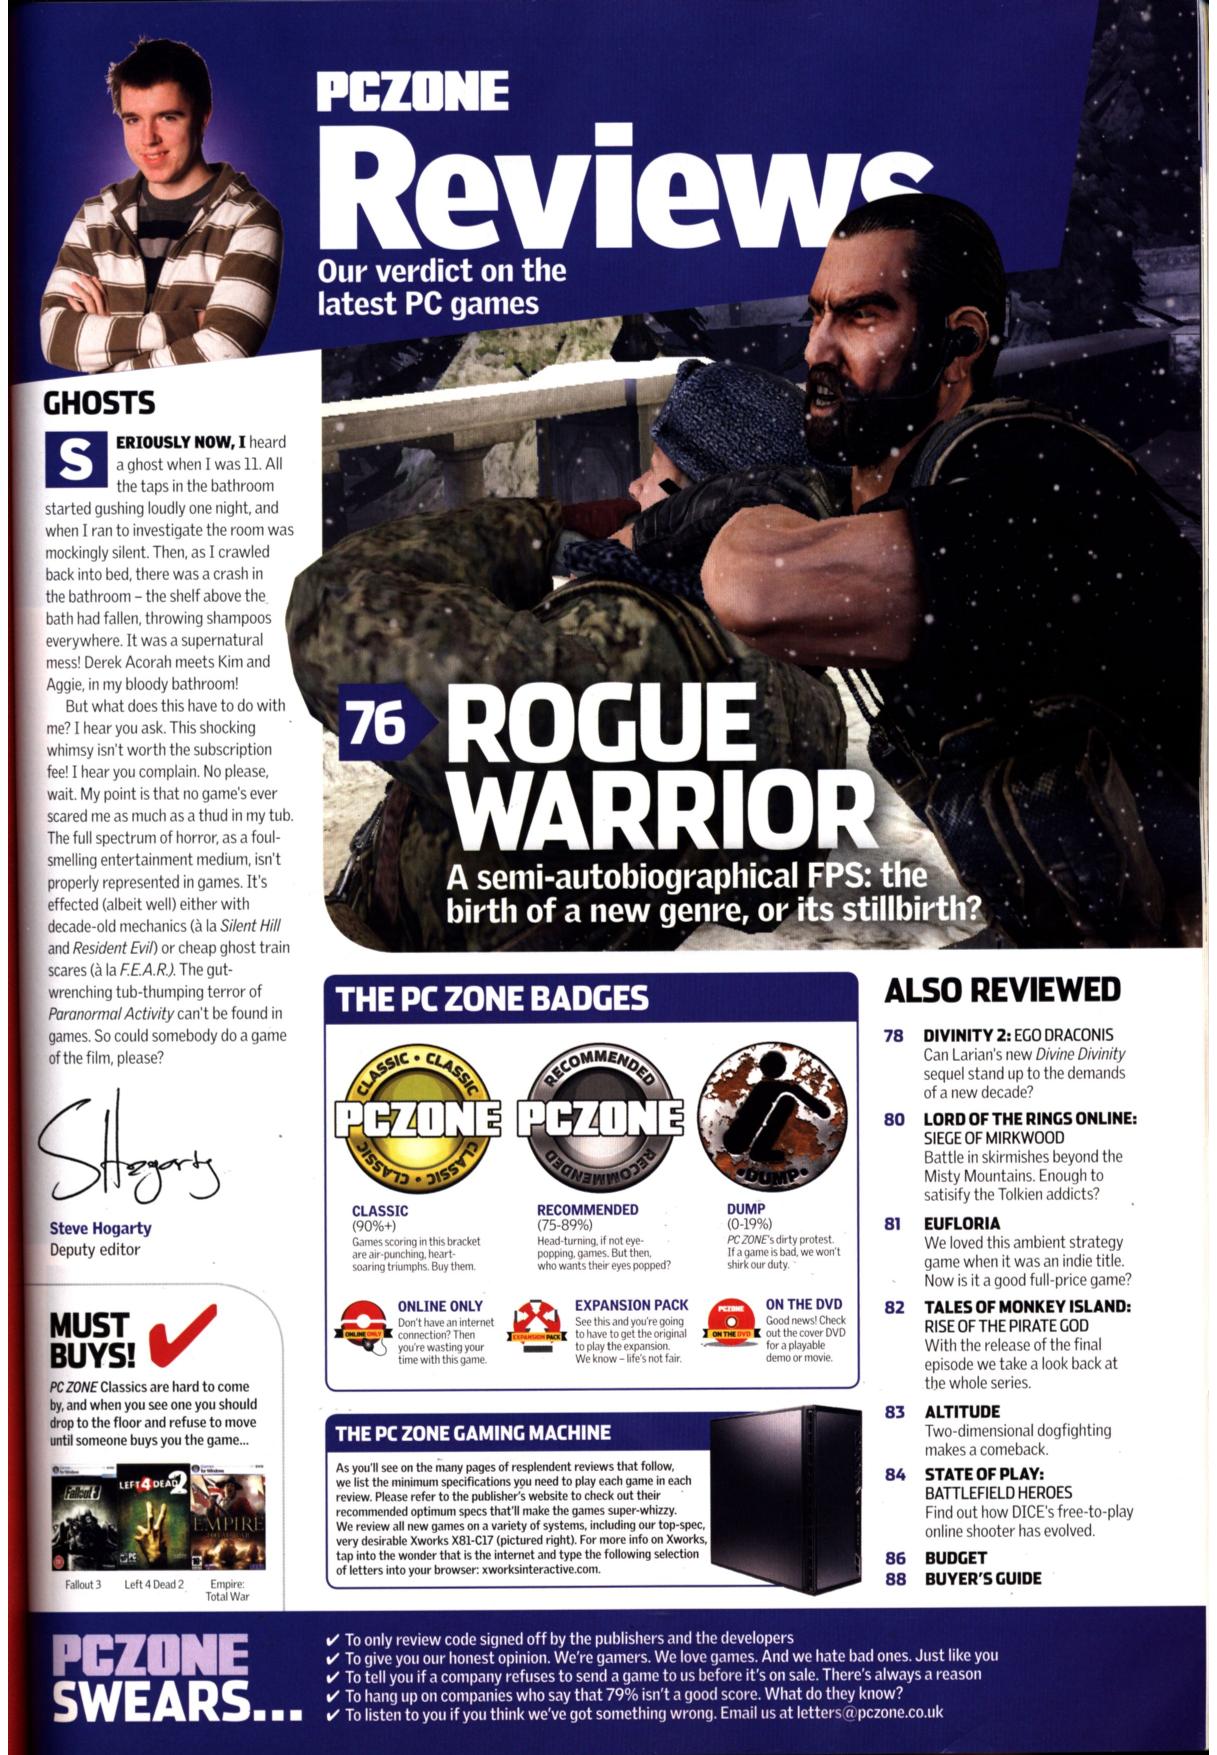 PCZONE
Reviews
Our verdict on the
latest PC games
GHOSTS
SERIOUSLY NOW, I heard
a ghost when I was 11. All
the taps in the bathroom
started gushing loudly one night, and
when I ran to investigate the room was
mockingly silent. Then, as I crawled
back into bed, there was a crash in
the bathroom – the shelf above the
bath had fallen, throwing shampoos
everywhere. It was a supernatural
mess! Derek Acorah meets Kim and
Aggie, in my bloody bathroom!
But what does this have to do with
me? I hear you ask. This shocking
whimsy isn't worth the subscription
fee! I hear you complain. No please,
wait. My point is that no game's ever
scared me as much as a thud in my tub.
The full spectrum of horror, as a foul-
smelling entertainment medium, isn't
properly represented in games. It's
effected (albeit well) either with
decade-old mechanics (à la Silent Hill
and Resident Evil) or cheap ghost train
scares (à la F.E.A.R.). The gut-
wrenching tub-thumping terror of
Paranormal Activity can't be found in
games. So could somebody do a game
of the film, please?
SHogarty
Steve Hogarty
Deputy editor
MUST
BUYS!
PC ZONE Classics are hard to come
by, and when you see one you should
drop to the floor and refuse to move
until someone buys you the game...
Fallout 3
LEFT 4 DEAD 2
EMPIRE
TOTAL WAR
Fallout 3
Left 4 Dead 2
Empire:
Total War
76
ROGUE
WARRIOR
A semi-autobiographical FPS: the
birth of a new genre, or its stillbirth?
THE PC ZONE BADGES
CLASSIC • CLASSIC
PCZONE
CLASSIC • CLASSIC
RECOMMENDED
PCZONE
RECOMMENDED
•DUMP•
CLASSIC
(90%+)
Games scoring in this bracket
are air-punching, heart-
soaring triumphs. Buy them.
RECOMMENDED
(75-89%)
Head-turning, if not eye-
popping, games. But then,
who wants their eyes popped?
DUMP
(0-19%)
PC ZONE's dirty protest.
If a game is bad, we won't
shirk our duty.
ONLINE ONLY
ONLINE ONLY
Don't have an internet
connection? Then
you're wasting your
time with this game.
EXPANSION PACK
EXPANSION PACK
See this and you're going
to have to get the original
to play the expansion.
We know – life's not fair.
PCZONE
ON THE DVD
ON THE DVD
Good news! Check
out the cover DVD
for a playable
demo or movie.
THE PC ZONE GAMING MACHINE
As you'll see on the many pages of resplendent reviews that follow,
we list the minimum specifications you need to play each game in each
review. Please refer to the publisher's website to check out their
recommended optimum specs that'll make the games super-whizzy.
We review all new games on a variety of systems, including our top-spec,
very desirable Xworks X81-C17 (pictured right). For more info on Xworks,
tap into the wonder that is the internet and type the following selection
of letters into your browser: xworksinteractive.com.
ALSO REVIEWED
78 DIVINITY 2: EGO DRACONIS
Can Larian's new Divine Divinity
sequel stand up to the demands
of a new decade?
80 LORD OF THE RINGS ONLINE:
SIEGE OF MIRKWOOD
Battle in skirmishes beyond the
Misty Mountains. Enough to
satisify the Tolkien addicts?
81 EUFLORIA
We loved this ambient strategy
game when it was an indie title.
Now is it a good full-price game?
82 TALES OF MONKEY ISLAND:
RISE OF THE PIRATE GOD
With the release of the final
episode we take a look back at
the whole series.
83 ALTITUDE
Two-dimensional dogfighting
makes a comeback.
84 STATE OF PLAY:
BATTLEFIELD HEROES
Find out how DICE's free-to-play
online shooter has evolved.
86 BUDGET
88 BUYER'S GUIDE
PCZONE
SWEARS...
✔ To only review code signed off by the publishers and the developers
✔ To give you our honest opinion. We're gamers. We love games. And we hate bad ones. Just like you
✔ To tell you if a company refuses to send a game to us before it's on sale. There's always a reason
✔ To hang up on companies who say that 79% isn't a good score. What do they know?
✔ To listen to you if you think we've got something wrong. Email us at letters@pczone.co.uk